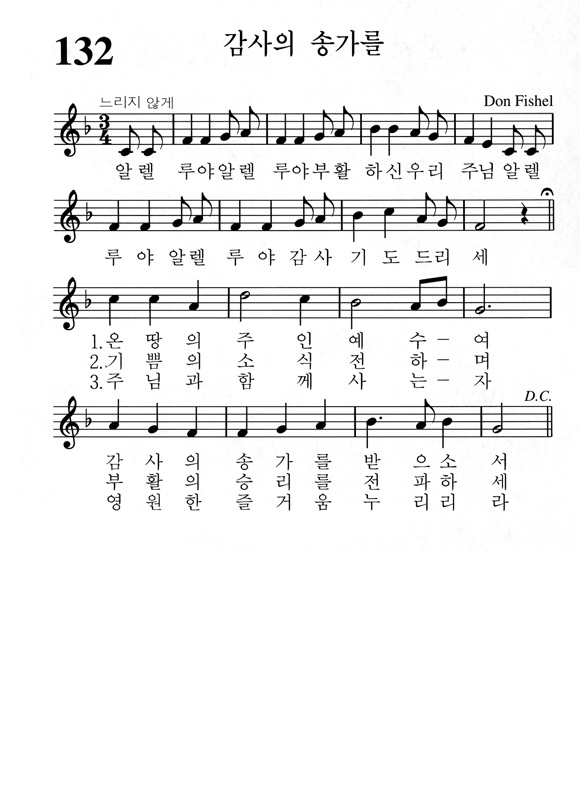 132
감사의 송가를
느리지 않게
Don Fishel
3
4
알렐 루야알렐 루야부활 하신우리 주님알렐
루 야 알렐 루 야 감 사 기 도 드리 세
1.온 땅 의 주 인 예 수 – 여
2.기 쁨 의 소 식 전 하 – 며
3.주 님 과 함 께 사 는 – 자
D.C.
감 사 의 송 가 를 받 으소 서
부 활 의 승 리 를 전 파하 세
영 원 한 즐 거 움 누 리리 라